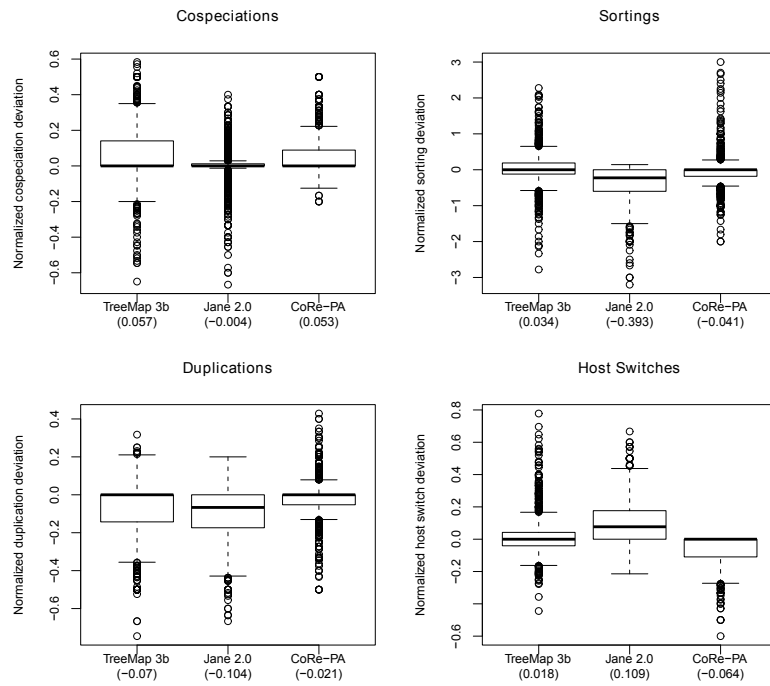 Cospeciations
Normalized cospeciation deviation
0.6
0.4
0.2
0.0
−0.2
−0.4
−0.6
TreeMap 3b Jane 2.0 CoRe−PA
(0.057) (−0.004) (0.053)
Sortings
Normalized sorting deviation
3
2
1
0
−1
−2
−3
TreeMap 3b Jane 2.0 CoRe−PA
(0.034) (−0.393) (−0.041)
Duplications
Normalized duplication deviation
0.4
0.2
0.0
−0.2
−0.4
−0.6
TreeMap 3b Jane 2.0 CoRe−PA
(−0.07) (−0.104) (−0.021)
Host Switches
Normalized host switch deviation
0.8
0.6
0.4
0.2
0.0
−0.2
−0.6
TreeMap 3b Jane 2.0 CoRe−PA
(0.018) (0.109) (−0.064)